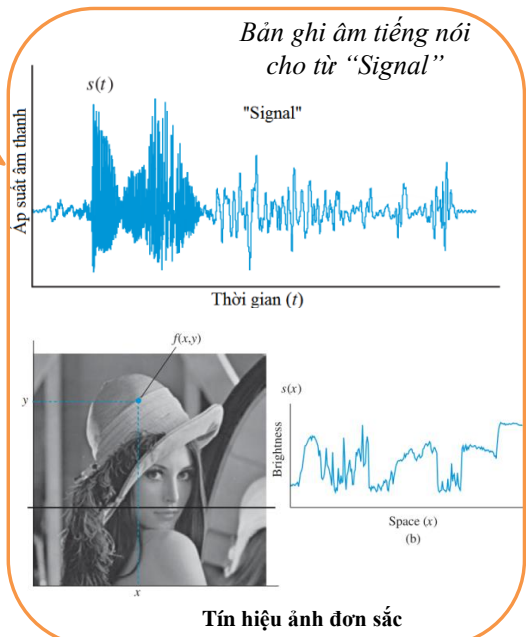 Bản ghi âm tiếng nói
cho từ “Signal”
s(t)
"Signal"
Áp suất âm thanh
Thời gian (t)
f(x,y)
y
x
s(x)
Brightness
Space (x)
(b)
Tín hiệu ảnh đơn sắc